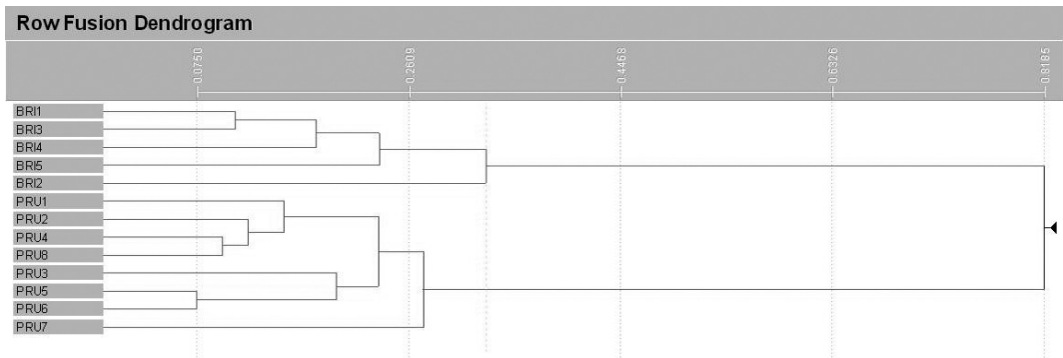 Row Fusion Dendrogram
0.0750 0.2609 0.4468 0.6326 0.8185
BRI1
BRI3
BRI4
BRI5
BRI2
PRU1
PRU2
PRU4
PRU8
PRU3
PRU5
PRU6
PRU7